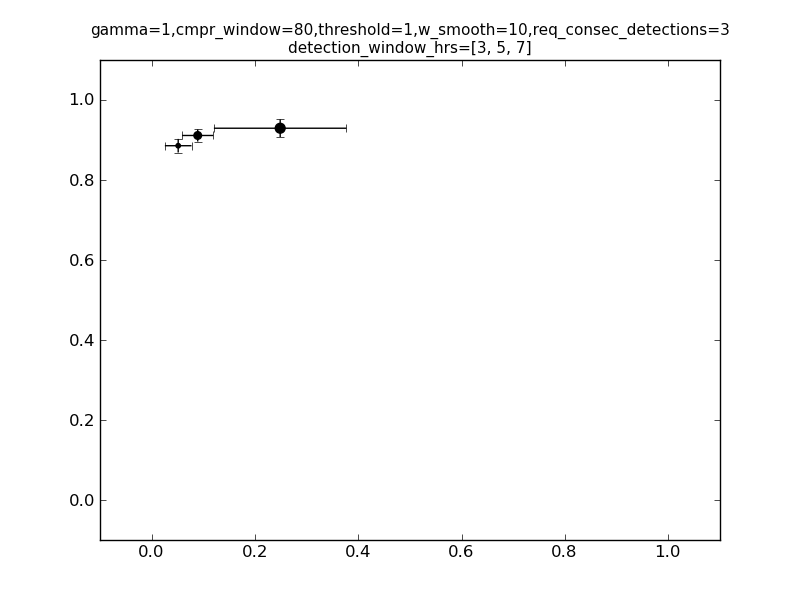 gamma=1,cmpr_window=80,threshold=1,w_smooth=10,req_consec_detections=3
detection_window_hrs=[3, 5, 7]
1.0
0.8
0.6
0.4
0.2
0.0
0.0 0.2 0.4 0.6 0.8 1.0